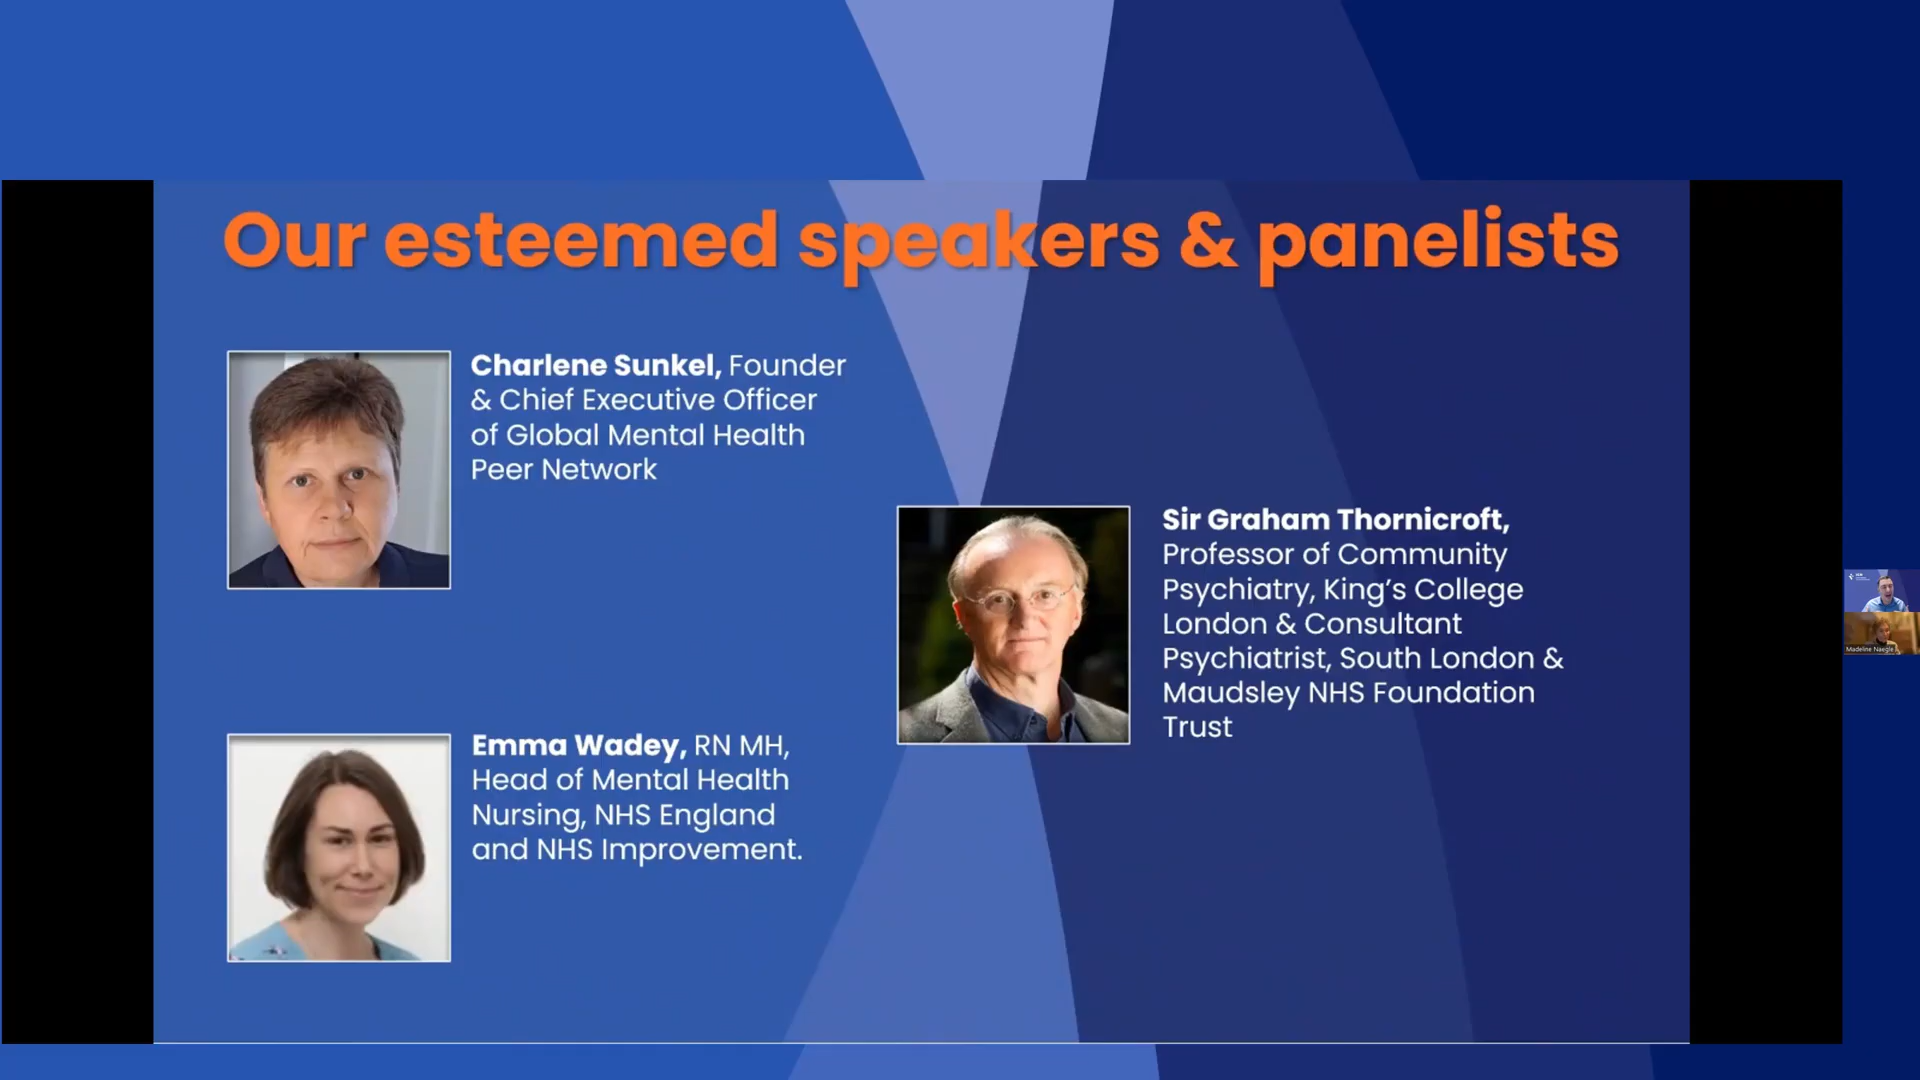 Our esteemed speakers & panelists
Charlene Sunkel, Founder
& Chief Executive Officer
of Global Mental Health
Peer Network
Sir Graham Thornicroft,
Professor of Community
Psychiatry, King's College
London & Consultant
Psychiatrist, South London &
Maudsley NHS Foundation
Trust
Emma Wadey, RN MH,
Head of Mental Health
Nursing, NHS England
and NHS Improvement.
Madeline Naegle